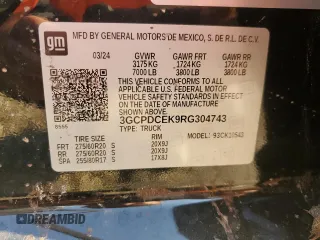 gm
MFD BY GENERAL MOTORS DE MEXICO, S. DE R.L. DE C.V.
03/24 GVWR GAWR FRT GAWR RR
3175 KG 1724 KG 1724 KG
7000 LB 3800 LB 3800 LB
THIS VEHICLE CONFORMS TO ALL
APPLICABLE U.S. FEDERAL MOTOR
VEHICLE SAFETY STANDARDS IN
EFFECT ON THE DATE OF
MANUFACTURE SHOWN ABOVE.
3GCPDCEK9RG304743
TYPE: TRUCK MODEL:
TIRE SIZE RIM
FRT 275/60R20 S 20X9J
RR 275/60R20 S 20X9J
SPA 255/80R17 S 17X8J